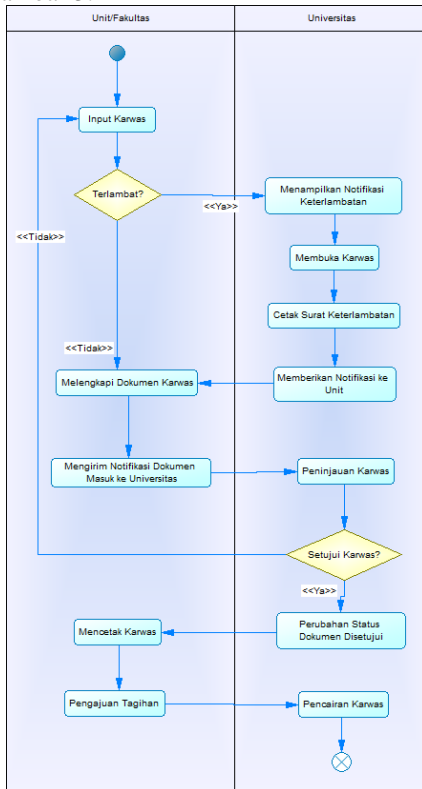 Unit/Fakultas
Universitas
Input Karwas
Terlambat?
<<Ya>>
Menampilkan Notifikasi
Keterlambatan
<<Tidak>>
Membuka Karwas
Cetak Surat Keterlambatan
<<Tidak>>
Melengkapi Dokumen Karwas
Memberikan Notifikasi ke
Unit
Mengirim Notifikasi Dokumen
Masuk ke Universitas
Peninjauan Karwas
Setujui Karwas?
<<Ya>>
Mencetak Karwas
Perubahan Status
Dokumen Disetujui
Pengajuan Tagihan
Pencairan Karwas